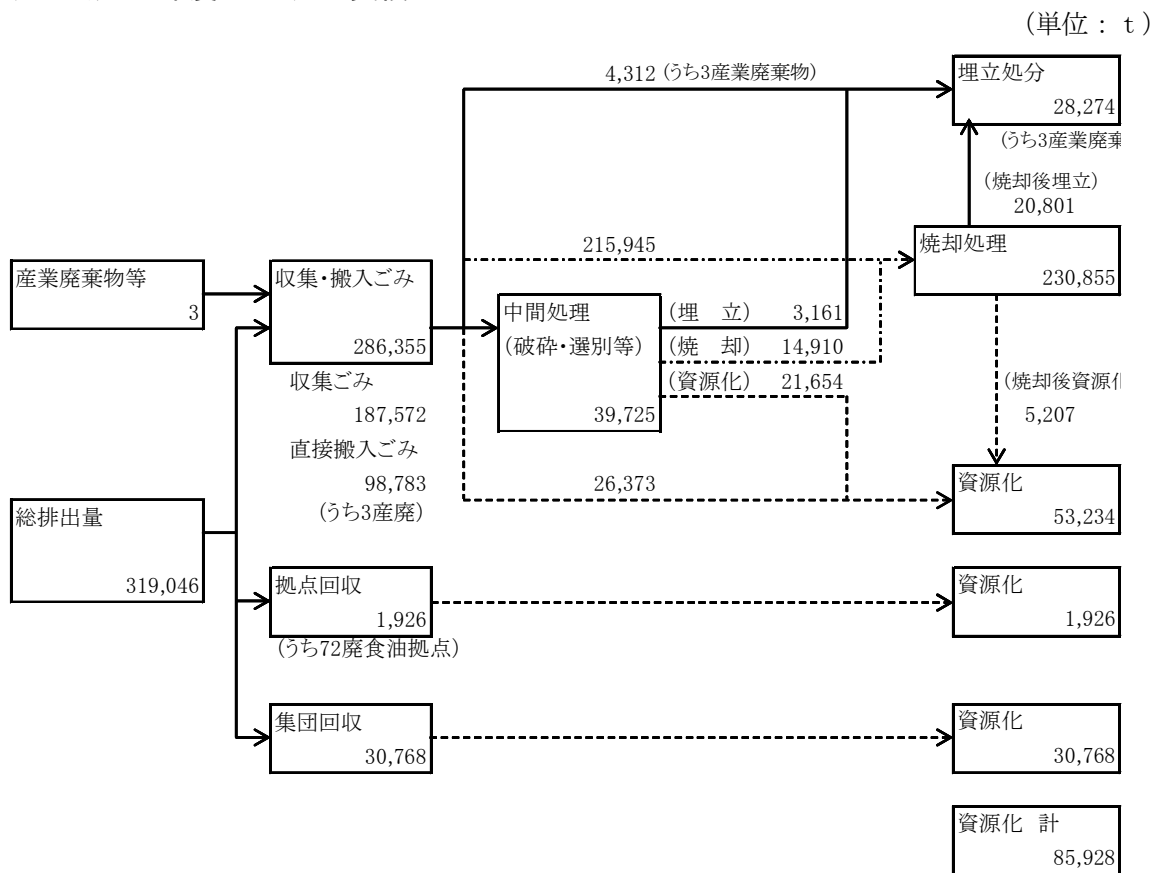 (単位：ｔ)
4,312 (うち3産業廃棄物)
埋立処分
28,274
(うち3産業廃棄
(焼却後埋立)
20,801
215,945
焼却処理
230,855
産業廃棄物等
3
収集・搬入ごみ
286,355
中間処理
(破砕・選別等)
39,725
(埋　立)　3,161
(焼　却)　14,910
(資源化)　21,654
収集ごみ
187,572
直接搬入ごみ
98,783
(うち3産廃)
(焼却後資源化
5,207
26,373
資源化
53,234
総排出量
319,046
拠点回収
1,926
(うち72廃食油拠点)
資源化
1,926
集団回収
30,768
資源化
30,768
資源化　計
85,928